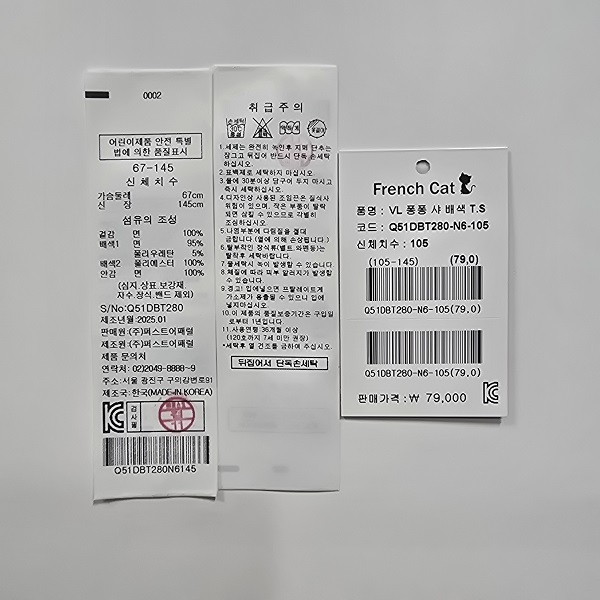 0002
어린이제품 안전 특별
법에 의한 품질표시
67-145
신체치수
가슴둘레 67cm
신 장 145cm
섬유의 조성
겉감 면 100%
배색1 면 95%
폴리우레탄 5%
배색2 폴리에스터 100%
안감 면 100%
(심지.상표.보강재.
자수.장식.밴드 제외)
S/No:Q51DBT280
제조년월:2025.01
판매원:(주)퍼스트어패럴
제조원:(주)퍼스트어패럴
제품 문의처
연락처: 02)2049-8888~9
주소:서울 광진구 구의강변로91
제조국:한국(MADE IN KOREA)
검사필
Q51DBT280N6145
취급주의
손세탁
30℃
중성
1.세제는 완전히 녹인후 지퍼 단추는
잠그고 뒤집어 반드시 단독 손세탁
하십시요.
2.표백제로 세탁하지 마십시요.
3.물에 30분이상 담구어 두지 마시고
즉시 세탁하십시요.
4.디자인상 사용된 조임끈은 질식사
위험이 있으며, 작은 부품이 탈락
되면 삼킬수 있으므로 각별히
조심하십시요.
5.나염부분에 다림질을 결대
금합니다.(열에 의해 손상됩니다.)
6.탈부착인 장식류(벨트.와펜등)는
탈착후 세탁바랍니다.
7.물세탁시 녹이 발생할 수 있습니다.
8.체질에 따라 피부 알러지가 발생할
수 있습니다.
9.경고! 입에넣으면 프탈레이트계
가소제가 용출될 수 있으니 입에
넣지마십시요.
10.이 제품의 품질보증기간은 구입일
로부터 1년입니다.
11.사용연령:36개월 이상
(120호까지 7세 미만 권장)
*세탁후 열 건조를 금하여 주십시요.
뒤집어서 단독손세탁
French Cat
품명 : VL 퐁퐁 샤 배색 T.S
코드 : Q51DBT280-N6-105
신체치수 : 105
(105-145) (79,0)
Q51DBT280-N6-105(79,0)
Q51DBT280-N6-105(79,0)
판매가격 : ₩ 79,000